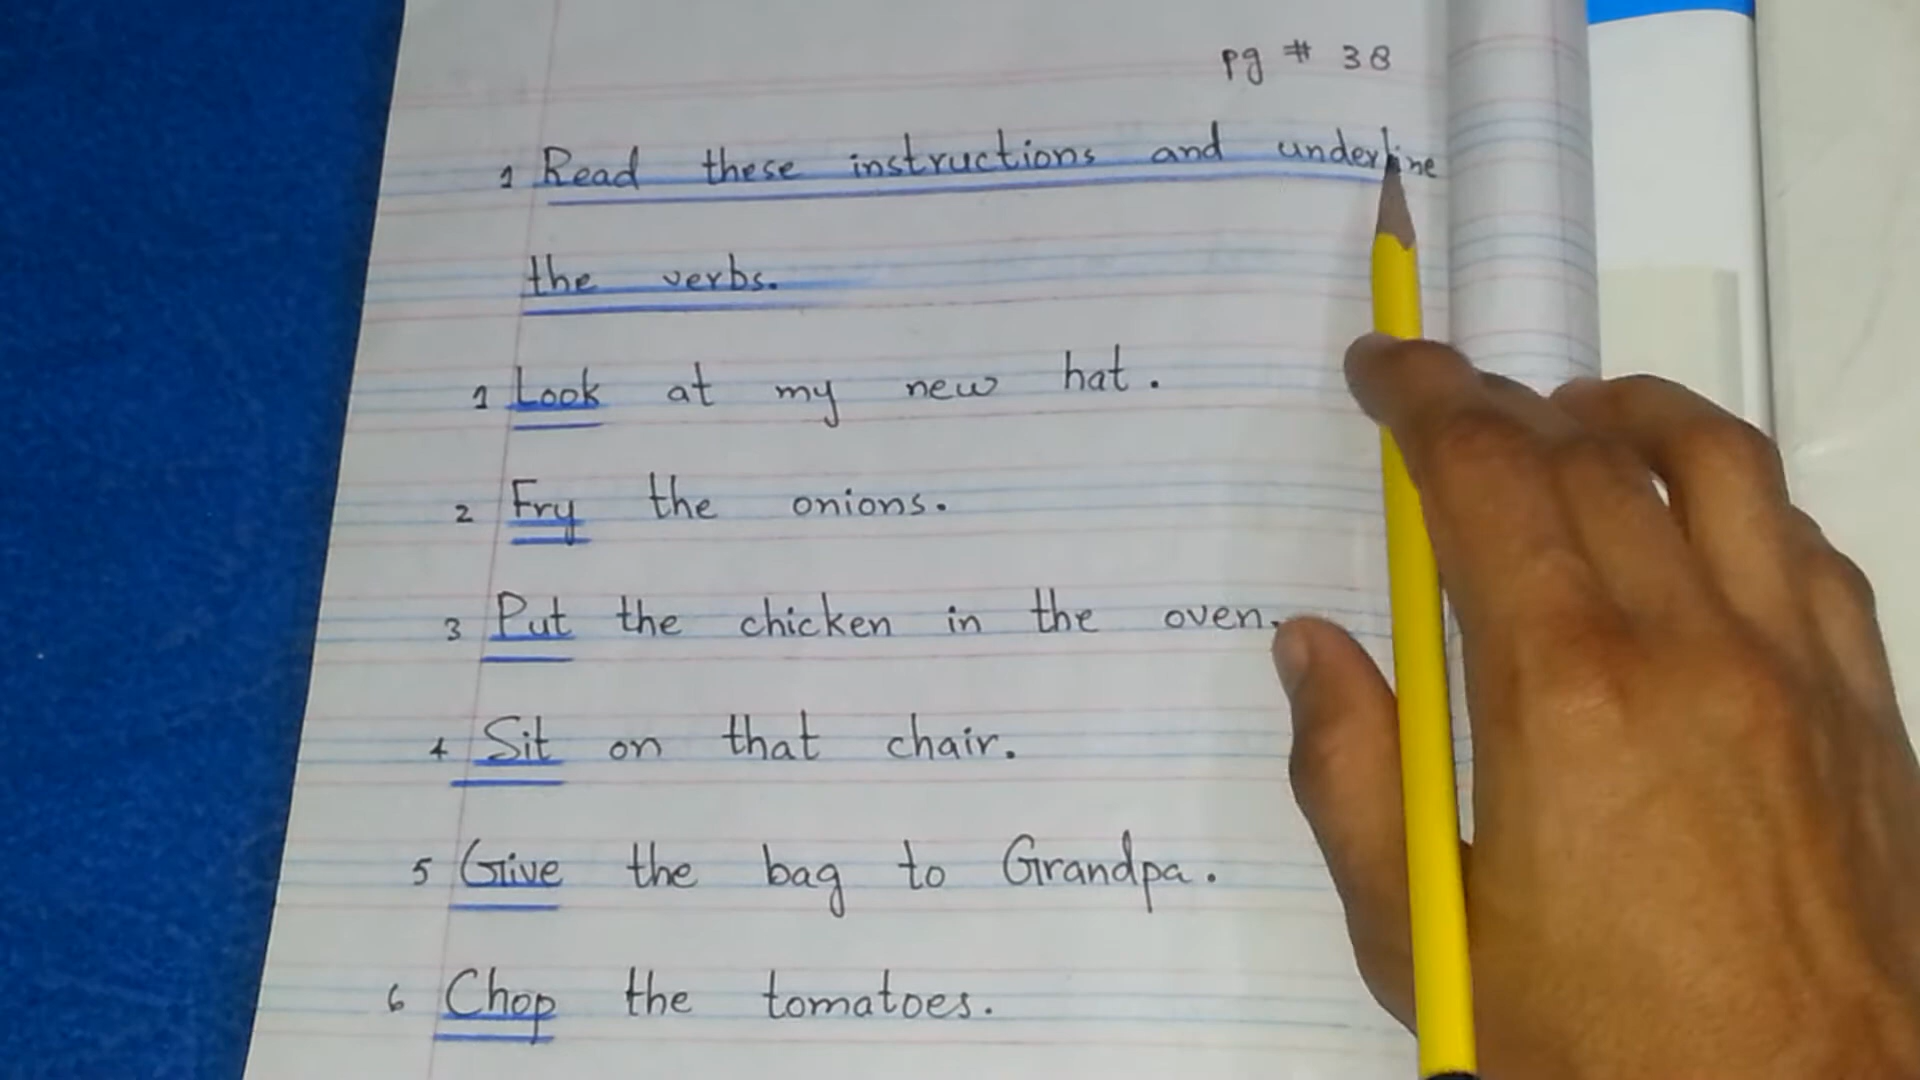 pg # 38
1 Read these instructions and underline
the verbs.
1 Look at my new hat.
2 Fry the onions.
3 Put the chicken in the oven.
4 Sit on that chair.
5 Give the bag to Grandpa.
6 Chop the tomatoes.